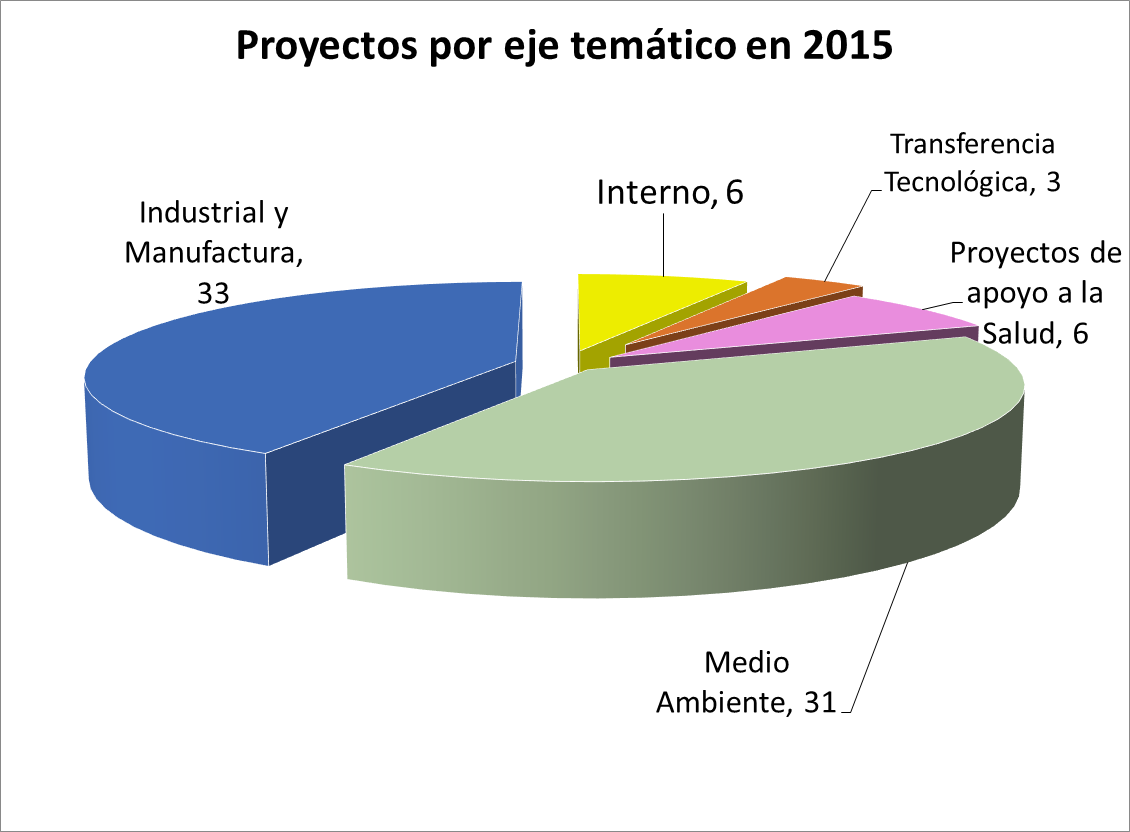 Proyectos por eje temático en 2015
Transferencia
Tecnológica, 3
Interno, 6
Industrial y
Manufactura,
33
Proyectos de
apoyo a la
Salud, 6
Medio
Ambiente, 31